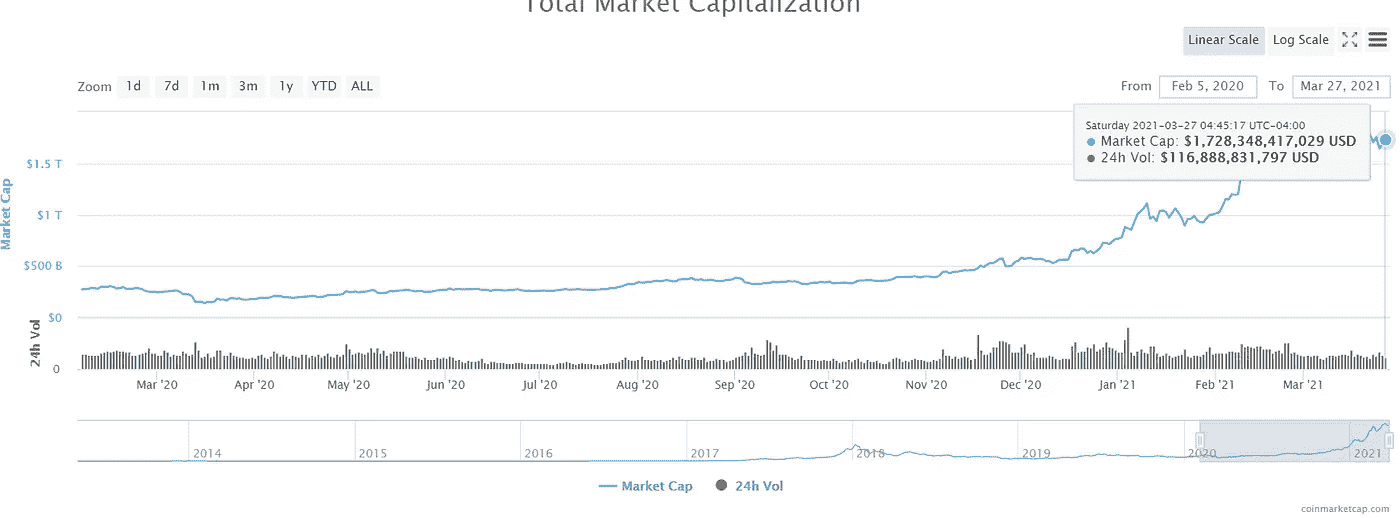 Total Market Capitalization
Linear Scale Log Scale
Zoom 1d 7d 1m 3m 1y YTD ALL
From Feb 5, 2020 To Mar 27, 2021
Saturday 2021-03-27 04:45:17 UTC-04:00
Market Cap: $1,728,348,417,029 USD
24h Vol: $116,888,831,797 USD
$1.5 T
$1 T
$500 B
$0
Market Cap
24h Vol
0
Mar '20 Apr '20 May '20 Jun '20 Jul '20 Aug '20 Sep '20 Oct '20 Nov '20 Dec '20 Jan '21 Feb '21 Mar '21
2014 2015 2016 2017 2018 2019 2020 2021
Market Cap 24h Vol
coinmarketcap.com